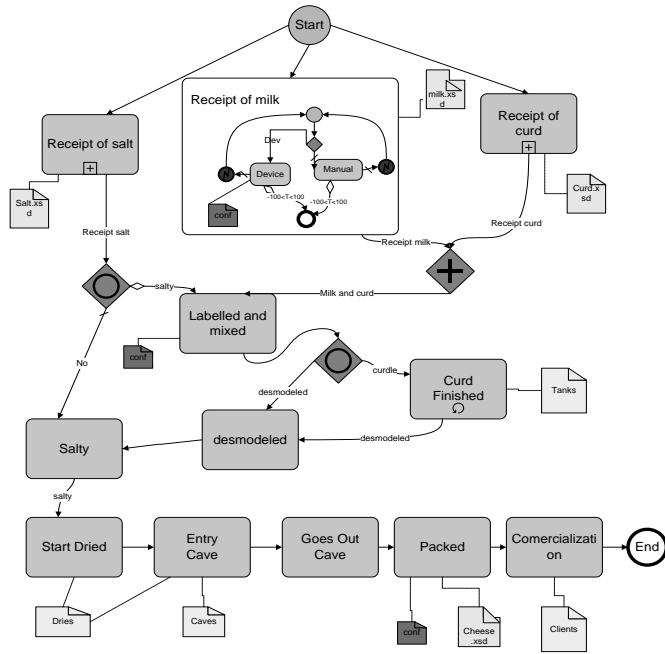 Start
Receipt of milk
milk.xs
d
Receipt of
curd
Receipt of salt
Dev
Device
Manual
N
N
-100<T<100
-100<T<100
conf
Salt.xs
d
Curd.x
sd
Receipt salt
Receipt milk
Receipt curd
salty
Milk and curd
Labelled and
mixed
conf
No
curdle
Curd
Finished
Tanks
desmodeled
desmodeled
desmodeled
Salty
salty
Start Dried
Entry
Cave
Goes Out
Cave
Packed
Comercializati
on
End
Dries
Caves
conf
Cheese
.xsd
Clients